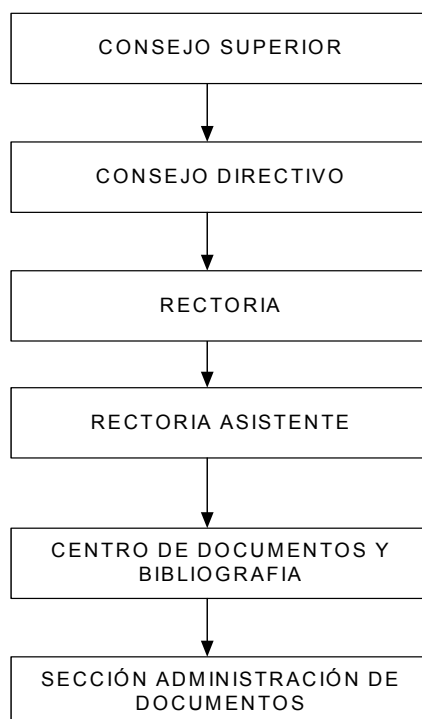 CONSEJO SUPERIOR
CONSEJO DIRECTIVO
RECTORIA
RECTORIA ASISTENTE
CENTRO DE DOCUMENTOS Y
BIBLIOGRAFIA
SECCIÓN ADMINISTRACIÓN DE
DOCUMENTOS